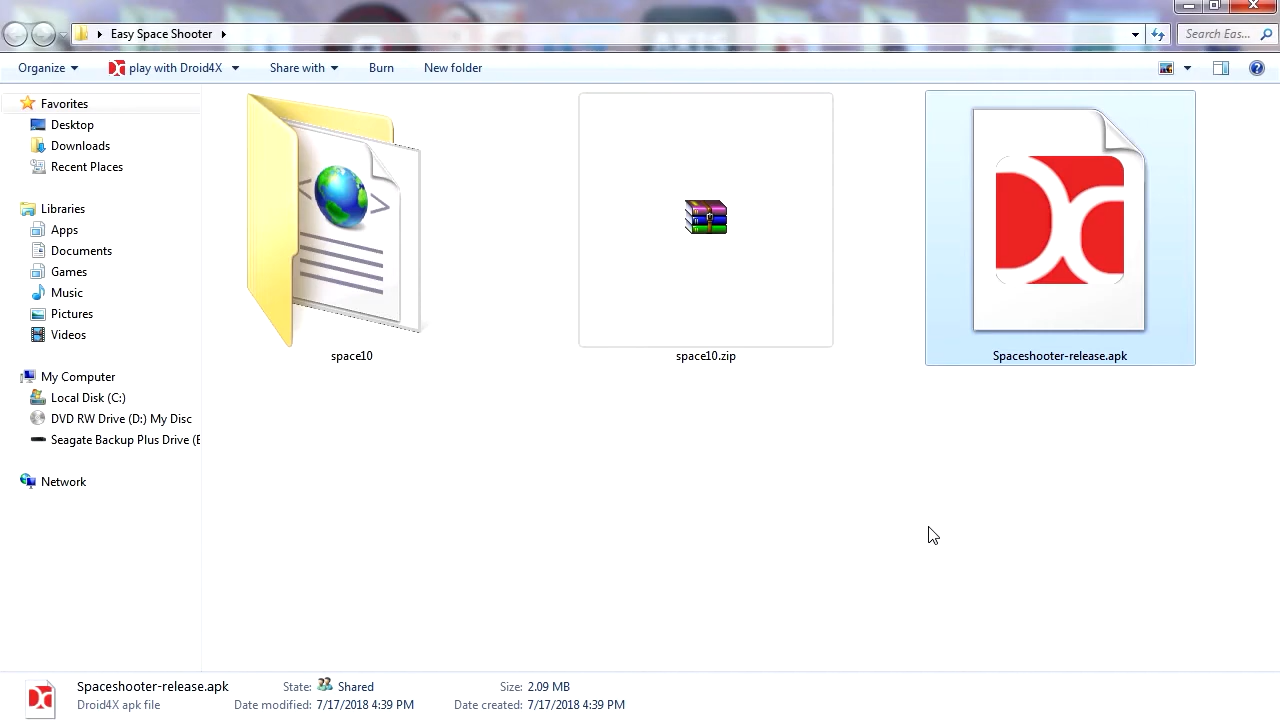 Easy Space Shooter
Search Eas...
Organize
play with Droid4X
Share with
Burn
New folder
Favorites
Desktop
Downloads
Recent Places
Libraries
Apps
Documents
Games
Music
Pictures
Videos
My Computer
Local Disk (C:)
DVD RW Drive (D:) My Disc
Seagate Backup Plus Drive (E
Network
space10
space10.zip
Spaceshooter-release.apk
Spaceshooter-release.apk
State: Shared
Size: 2.09 MB
Droid4X apk file
Date modified: 7/17/2018 4:39 PM
Date created: 7/17/2018 4:39 PM